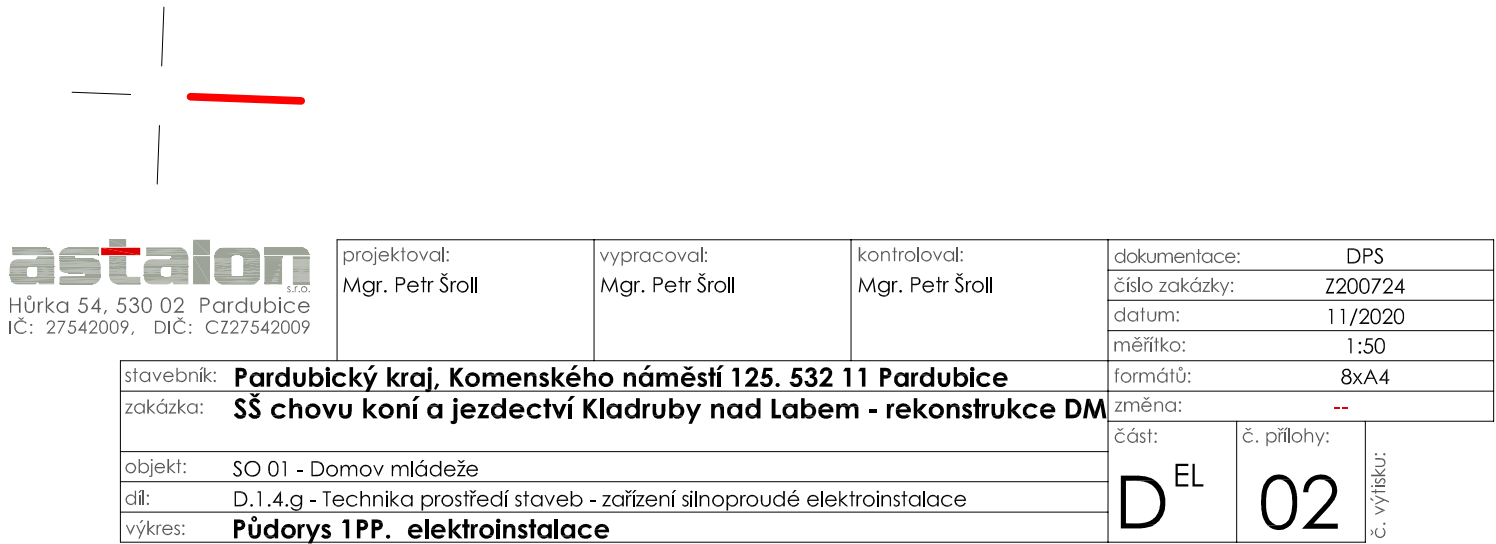 astalon
s.r.o.
Hůrka 54, 530 02 Pardubice
IČ: 27542009, DIČ: CZ27542009
projektoval:
Mgr. Petr Šroll
vypracoval:
Mgr. Petr Šroll
kontroloval:
Mgr. Petr Šroll
dokumentace: DPS
číslo zakázky: Z200724
datum: 11/2020
měřítko: 1:50
formátů: 8xA4
změna: --
stavebník: Pardubický kraj, Komenského náměstí 125. 532 11 Pardubice
zakázka: SŠ chovu koní a jezdectví Kladruby nad Labem - rekonstrukce DM
objekt: SO 01 - Domov mládeže
díl: D.1.4.g - Technika prostředí staveb - zařízení silnoproudé elektroinstalace
výkres: Půdorys 1PP. elektroinstalace
část:
D EL
č. přílohy:
02
č. výtisku: